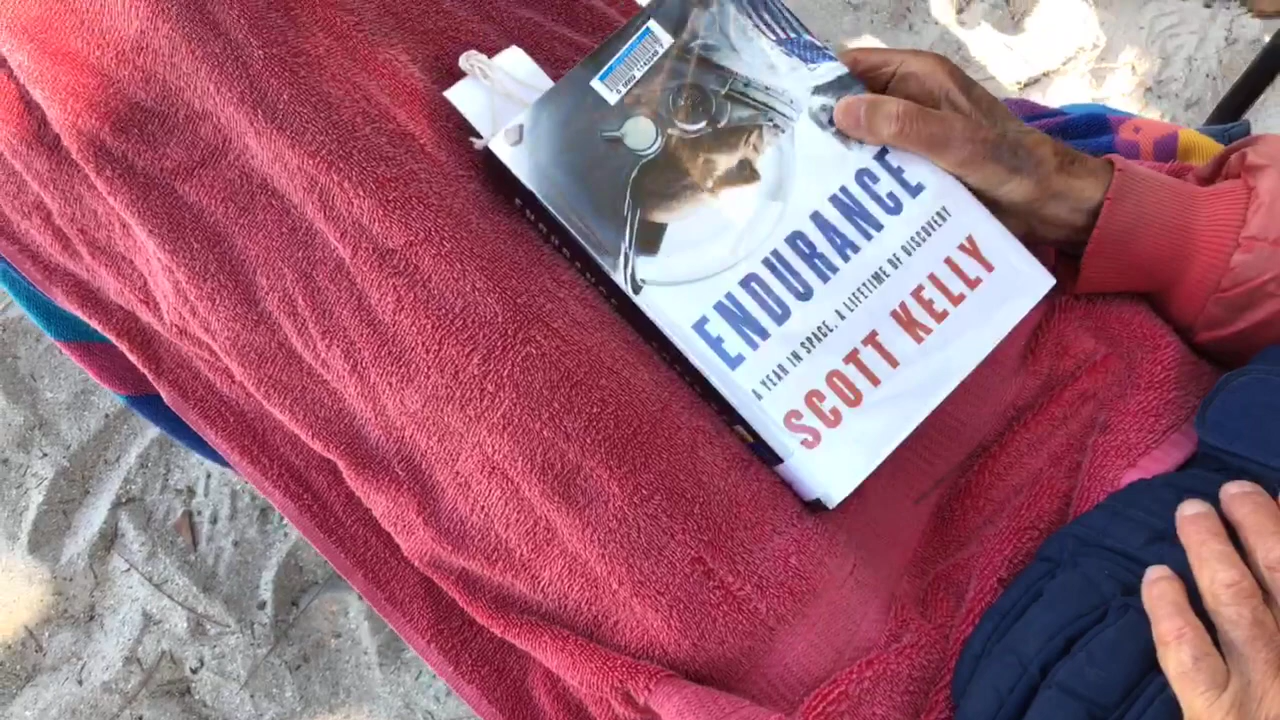 ENDURANCE
A YEAR IN SPACE, A LIFETIME OF DISCOVERY
SCOTT KELLY